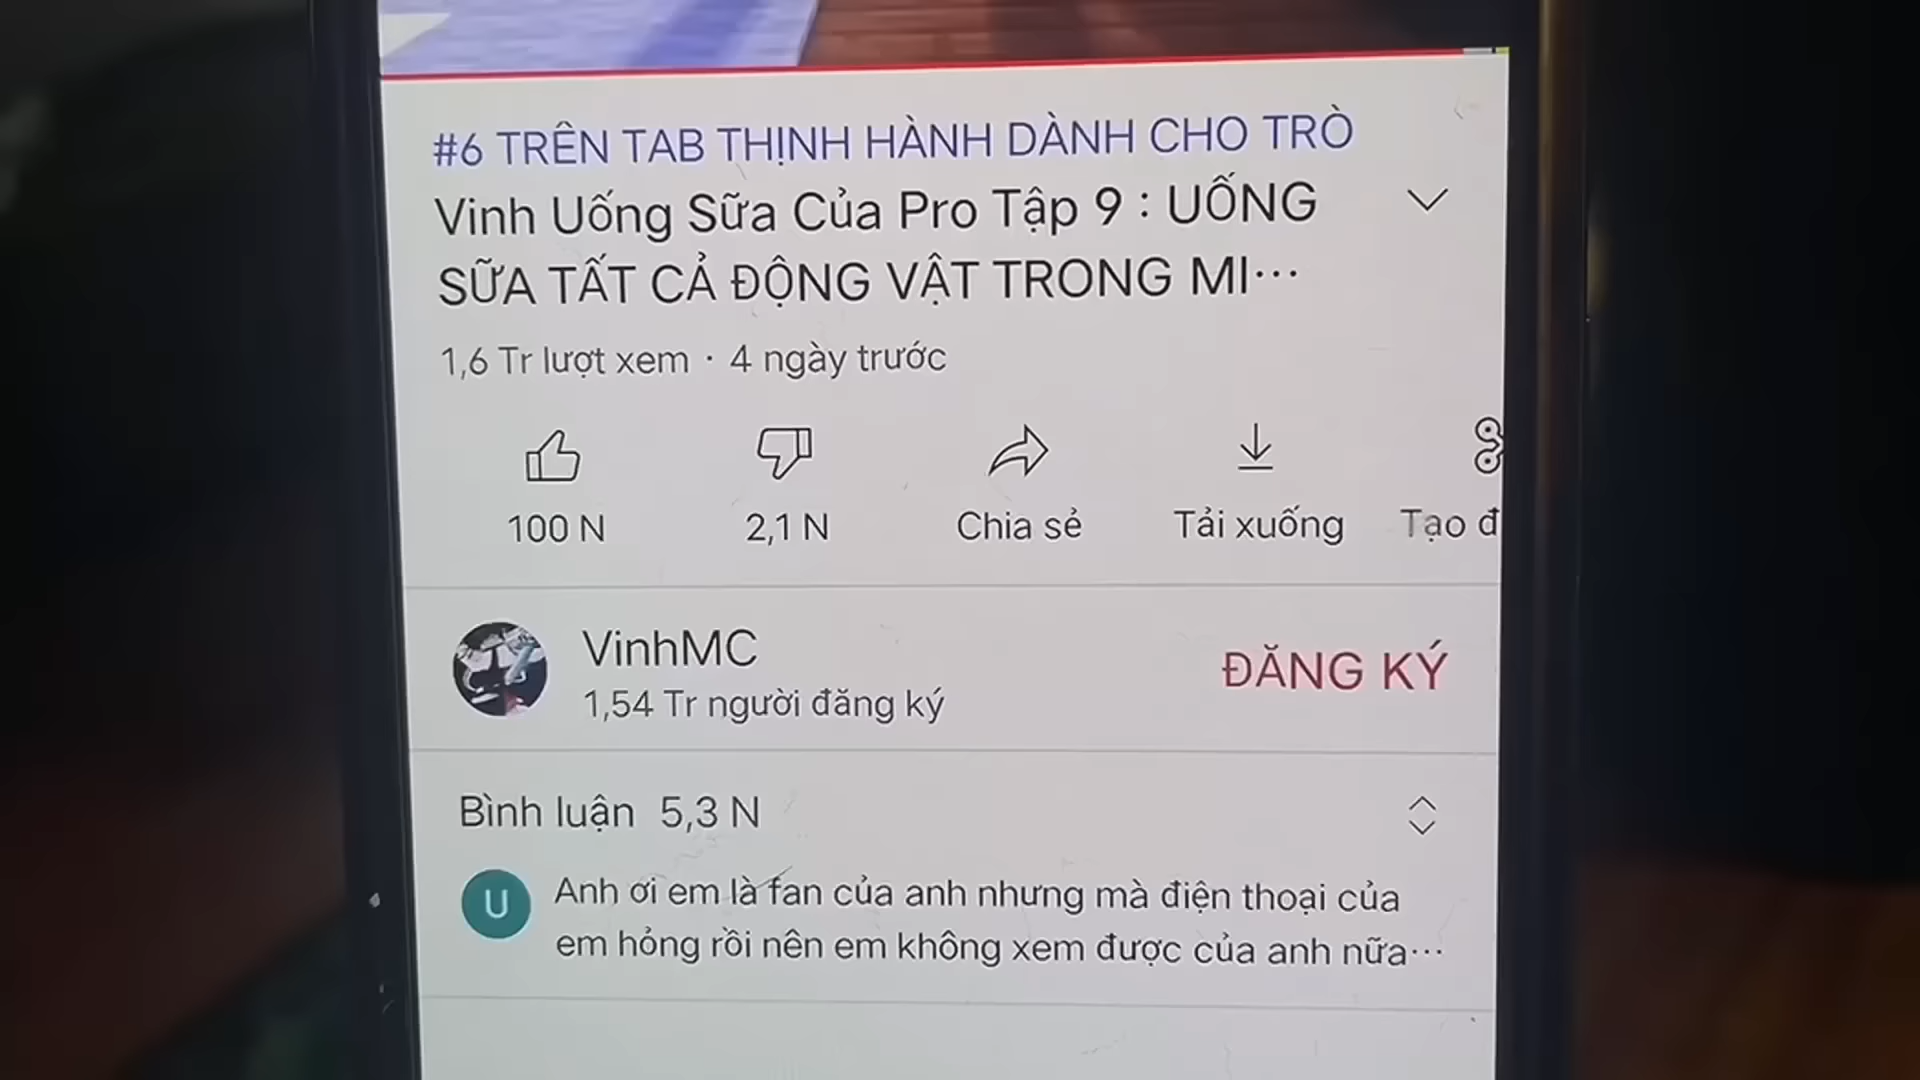 #6 TRÊN TAB THỊNH HÀNH DÀNH CHO TRÒ
Vinh Uống Sữa Của Pro Tập 9 : UỐNG
SỮA TẤT CẢ ĐỘNG VẬT TRONG MI...
1,6 Tr lượt xem · 4 ngày trước
100 N 2,1 N Chia sẻ Tải xuống Tạo đ
VinhMC
1,54 Tr người đăng ký
ĐĂNG KÝ
Bình luận 5,3 N
U
Anh ơi em là fan của anh nhưng mà điện thoại của
em hỏng rồi nên em không xem được của anh nữa...